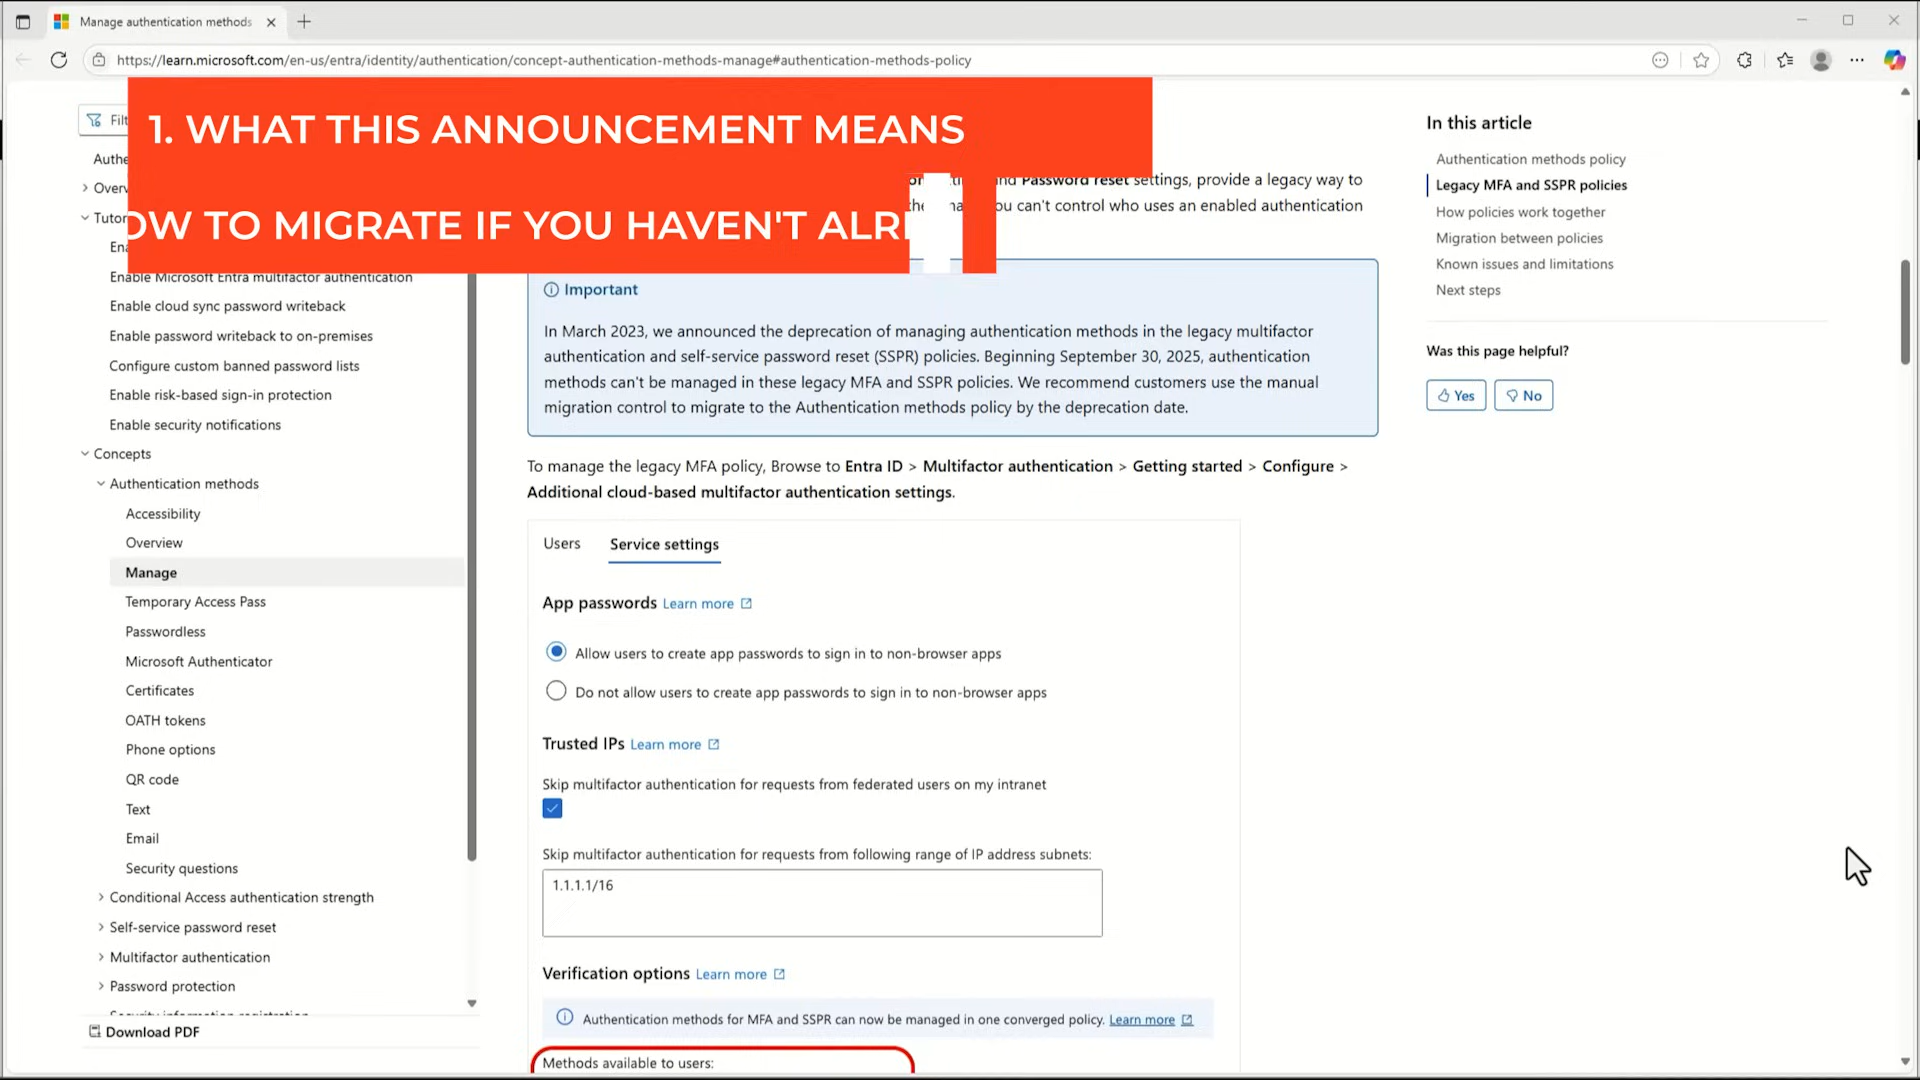 Manage authentication methods
https://learn.microsoft.com/en-us/entra/identity/authentication/concept-authentication-methods-manage#authentication-methods-policy
1. WHAT THIS ANNOUNCEMENT MEANS
OW TO MIGRATE IF YOU HAVEN'T ALR
Filt
Authe
Overv
Tutor
Ena
Enable Microsoft Entra multifactor authentication
Enable cloud sync password writeback
Enable password writeback to on-premises
Configure custom banned password lists
Enable risk-based sign-in protection
Enable security notifications
Concepts
Authentication methods
Accessibility
Overview
Manage
Temporary Access Pass
Passwordless
Microsoft Authenticator
Certificates
OATH tokens
Phone options
QR code
Text
Email
Security questions
Conditional Access authentication strength
Self-service password reset
Multifactor authentication
Password protection
Download PDF
Password reset settings, provide a legacy way to
you can't control who uses an enabled authentication
Important
In March 2023, we announced the deprecation of managing authentication methods in the legacy multifactor
authentication and self-service password reset (SSPR) policies. Beginning September 30, 2025, authentication
methods can't be managed in these legacy MFA and SSPR policies. We recommend customers use the manual
migration control to migrate to the Authentication methods policy by the deprecation date.
To manage the legacy MFA policy, Browse to Entra ID > Multifactor authentication > Getting started > Configure >
Additional cloud-based multifactor authentication settings.
Users Service settings
App passwords Learn more
Allow users to create app passwords to sign in to non-browser apps
Do not allow users to create app passwords to sign in to non-browser apps
Trusted IPs Learn more
Skip multifactor authentication for requests from federated users on my intranet
Skip multifactor authentication for requests from following range of IP address subnets:
1.1.1.1/16
Verification options Learn more
Authentication methods for MFA and SSPR can now be managed in one converged policy. Learn more
Methods available to users:
In this article
Authentication methods policy
Legacy MFA and SSPR policies
How policies work together
Migration between policies
Known issues and limitations
Next steps
Was this page helpful?
Yes No